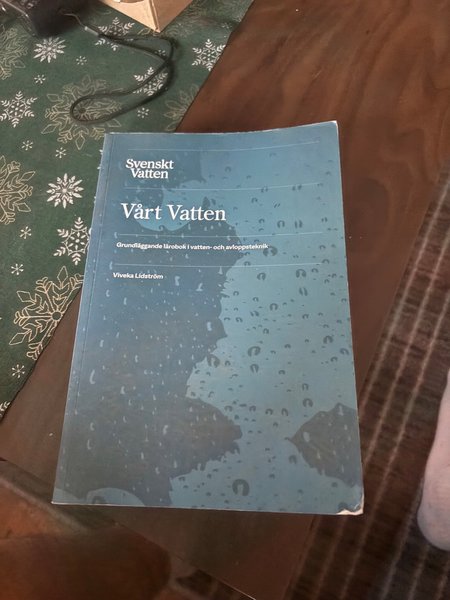 Svenskt
Vatten
Vårt Vatten
Grundläggande lärobok i vatten- och avloppsteknik
Viveka Lidström